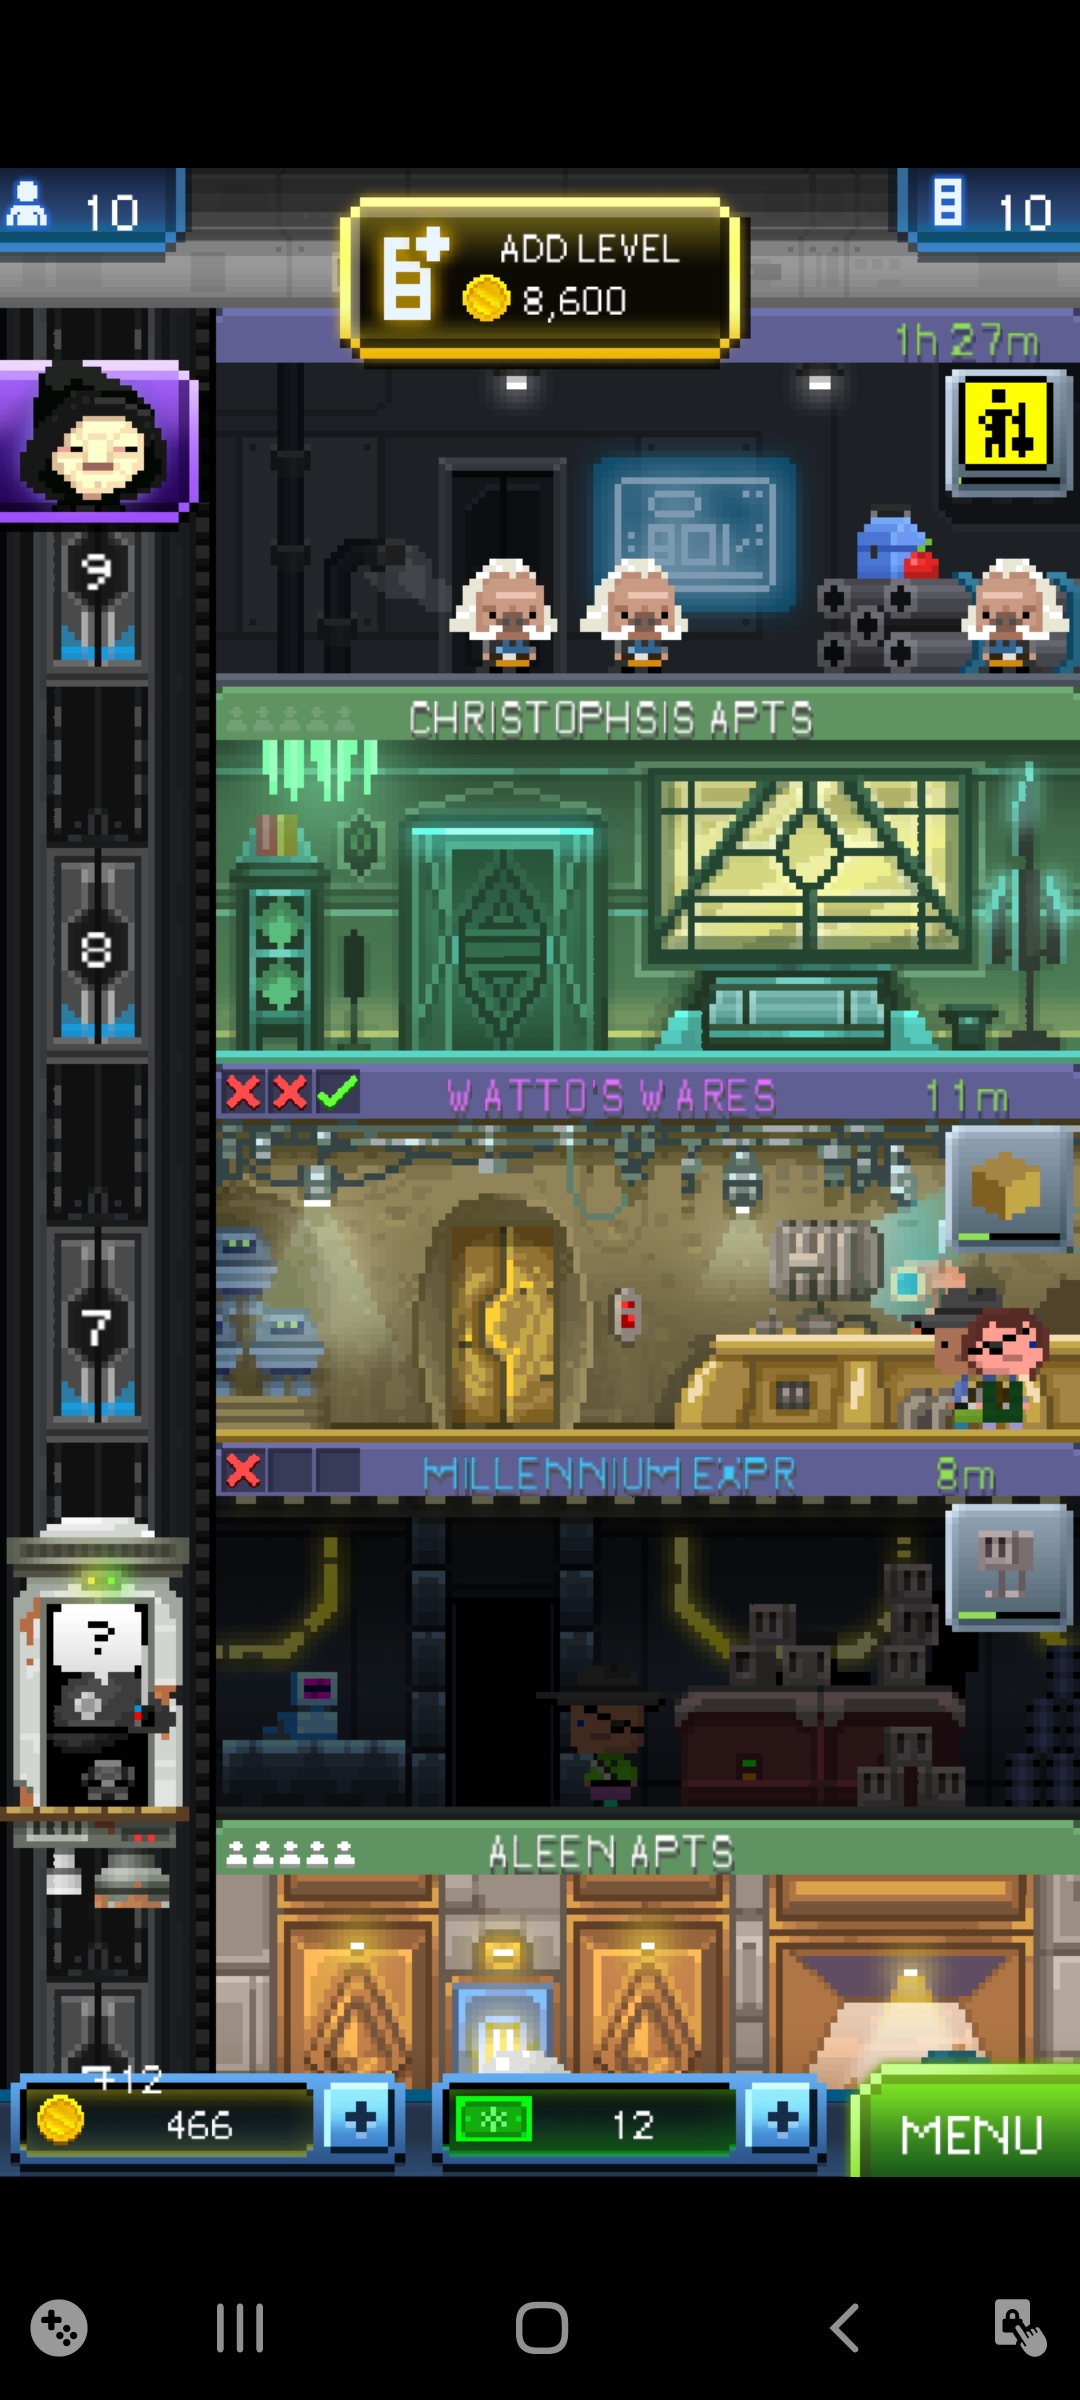 10
ADD LEVEL
8,600
10
1h 27m
9
CHRISTOPHSIS APTS
8
WATTO'S WARES
11m
7
MILLENNIUM EXPR
8m
?
ALEEN APTS
+12
466
12
MENU